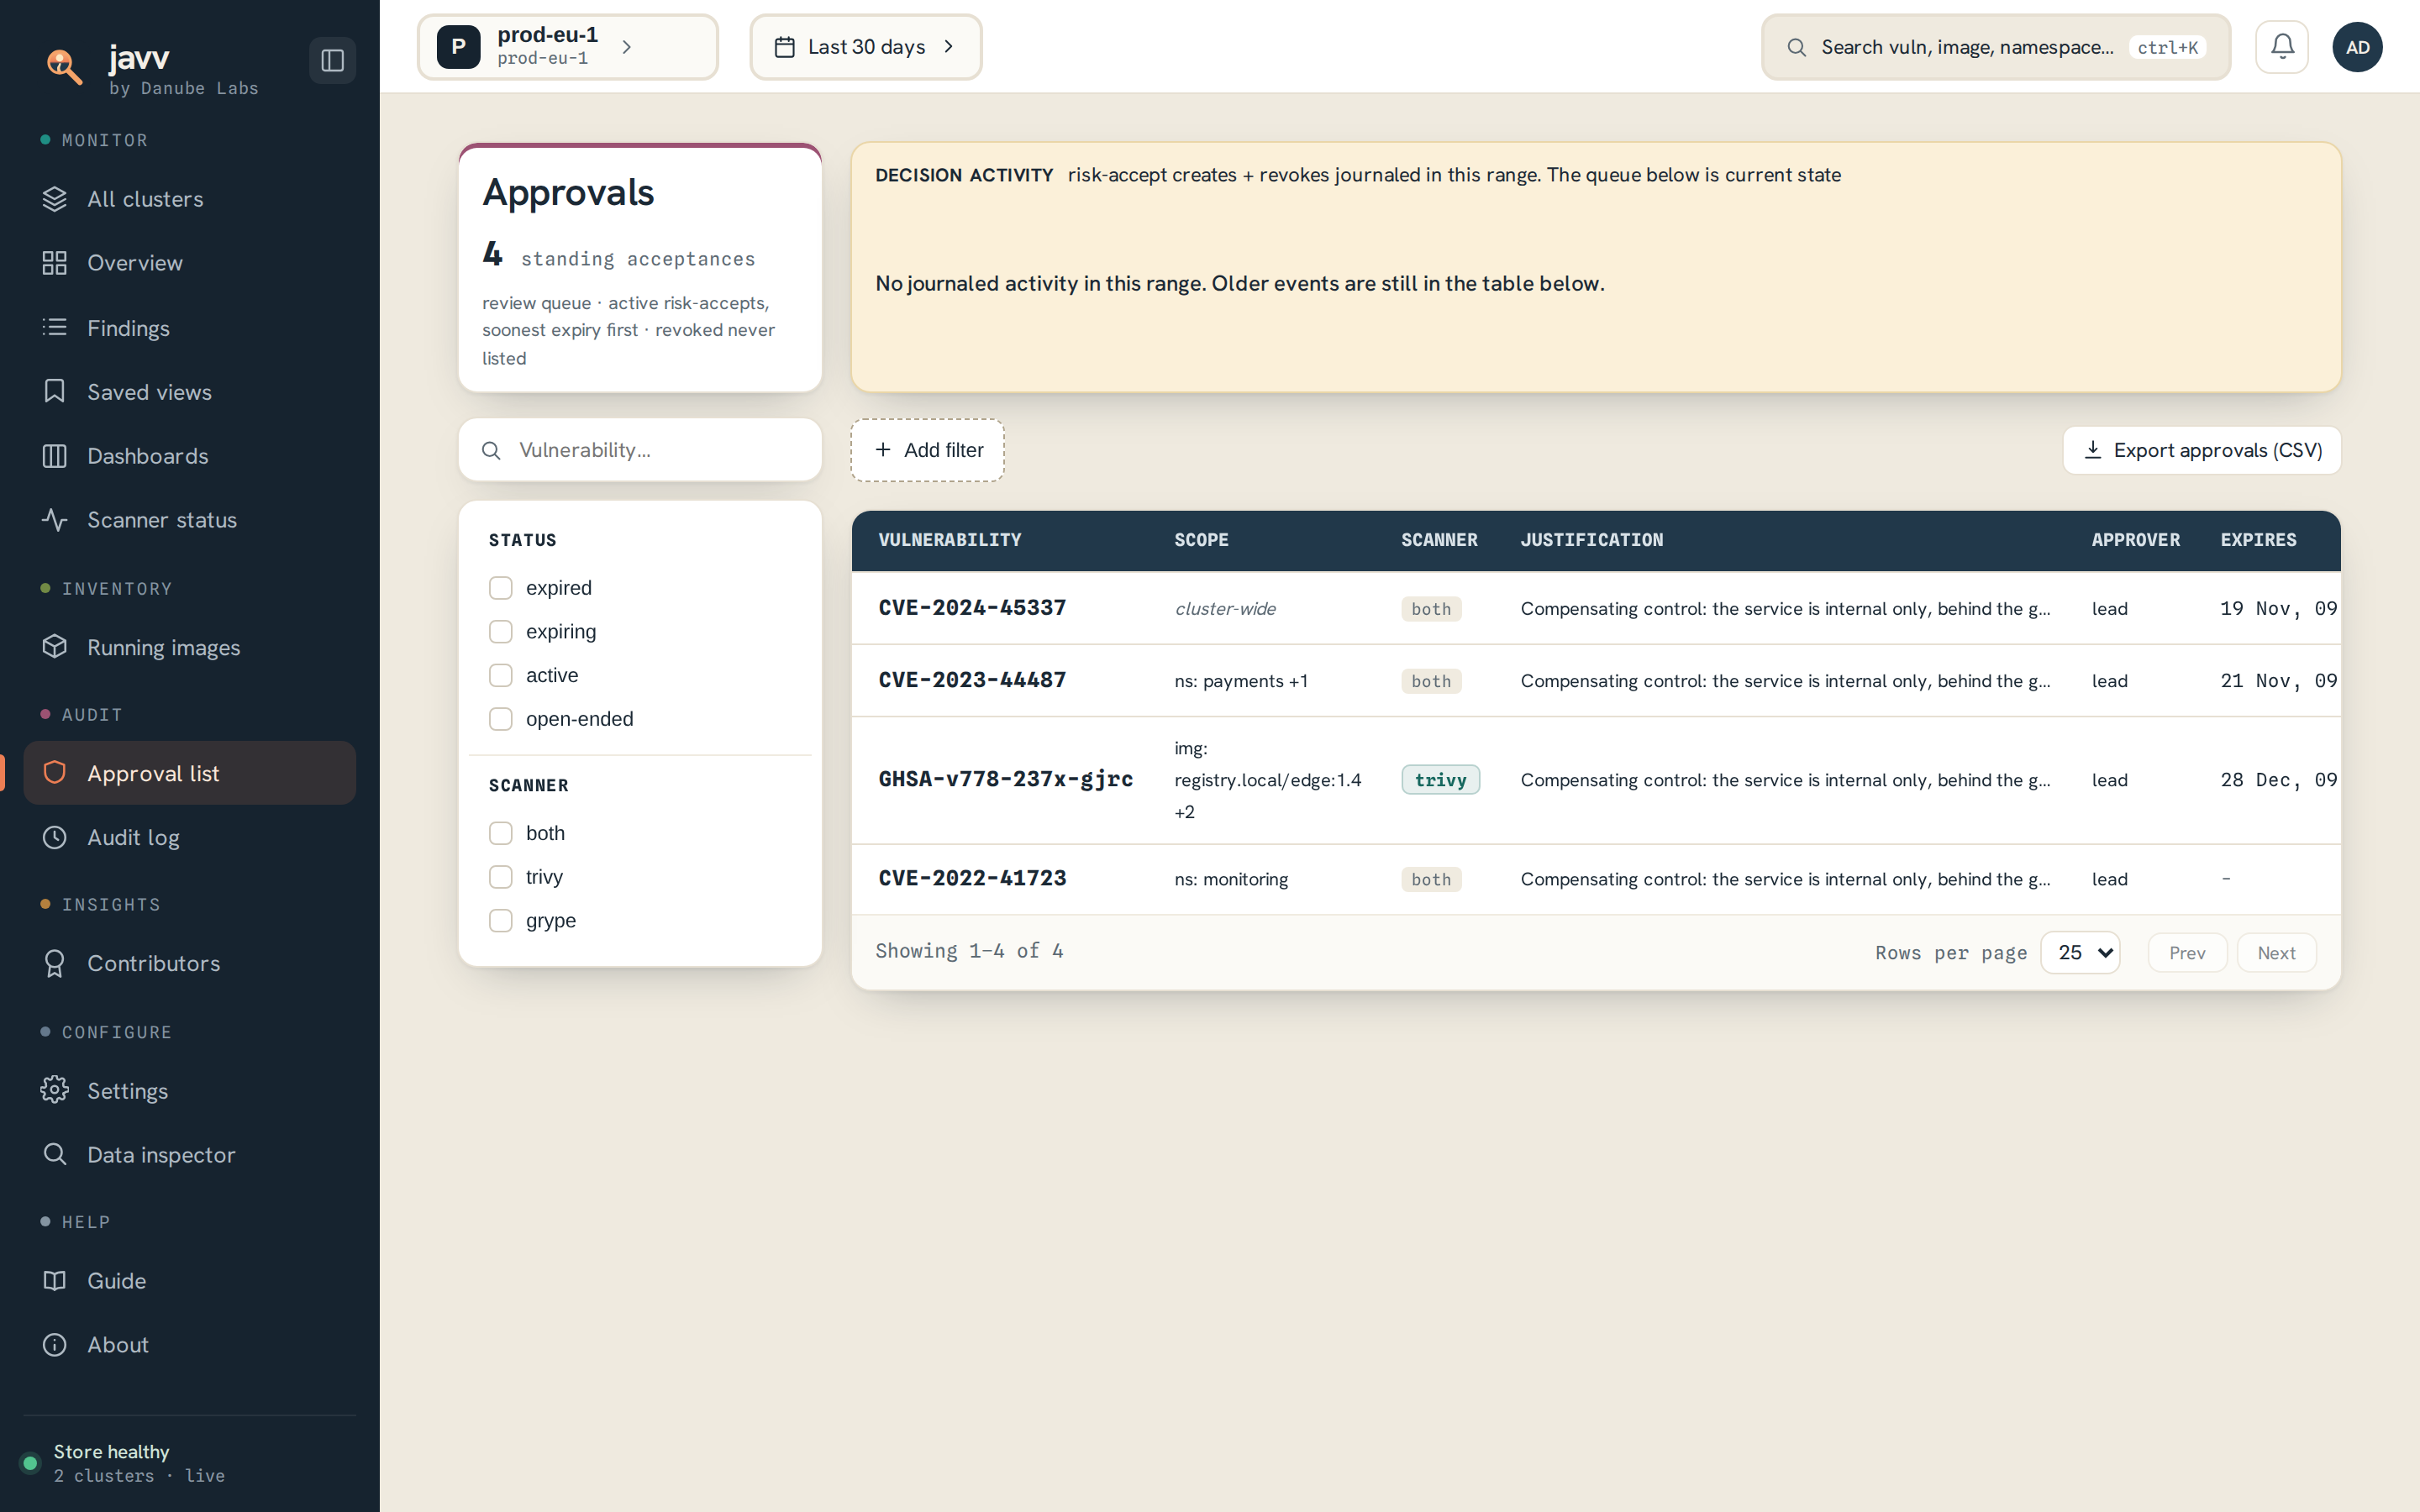 javv
by Danube Labs
MONITOR
All clusters
Overview
Findings
Saved views
Dashboards
Scanner status
INVENTORY
Running images
AUDIT
Approval list
Audit log
INSIGHTS
Contributors
CONFIGURE
Settings
Data inspector
HELP
Guide
About
Store healthy
2 clusters · live
P
prod-eu-1
prod-eu-1
Last 30 days
Search vuln, image, namespace...
ctrl+K
AD
Approvals
4 standing acceptances
review queue · active risk-accepts,
soonest expiry first · revoked never
listed
DECISION ACTIVITY risk-accept creates + revokes journaled in this range. The queue below is current state
No journaled activity in this range. Older events are still in the table below.
Vulnerability...
+ Add filter
Export approvals (CSV)
STATUS
expired
expiring
active
open-ended
SCANNER
both
trivy
grype
VULNERABILITY SCOPE SCANNER JUSTIFICATION APPROVER EXPIRES
CVE-2024-45337 cluster-wide both Compensating control: the service is internal only, behind the g... lead 19 Nov, 09
CVE-2023-44487 ns: payments +1 both Compensating control: the service is internal only, behind the g... lead 21 Nov, 09
GHSA-v778-237x-gjrc img: registry.local/edge:1.4 +2 trivy Compensating control: the service is internal only, behind the g... lead 28 Dec, 09
CVE-2022-41723 ns: monitoring both Compensating control: the service is internal only, behind the g... lead –
Showing 1–4 of 4
Rows per page 25 Prev Next